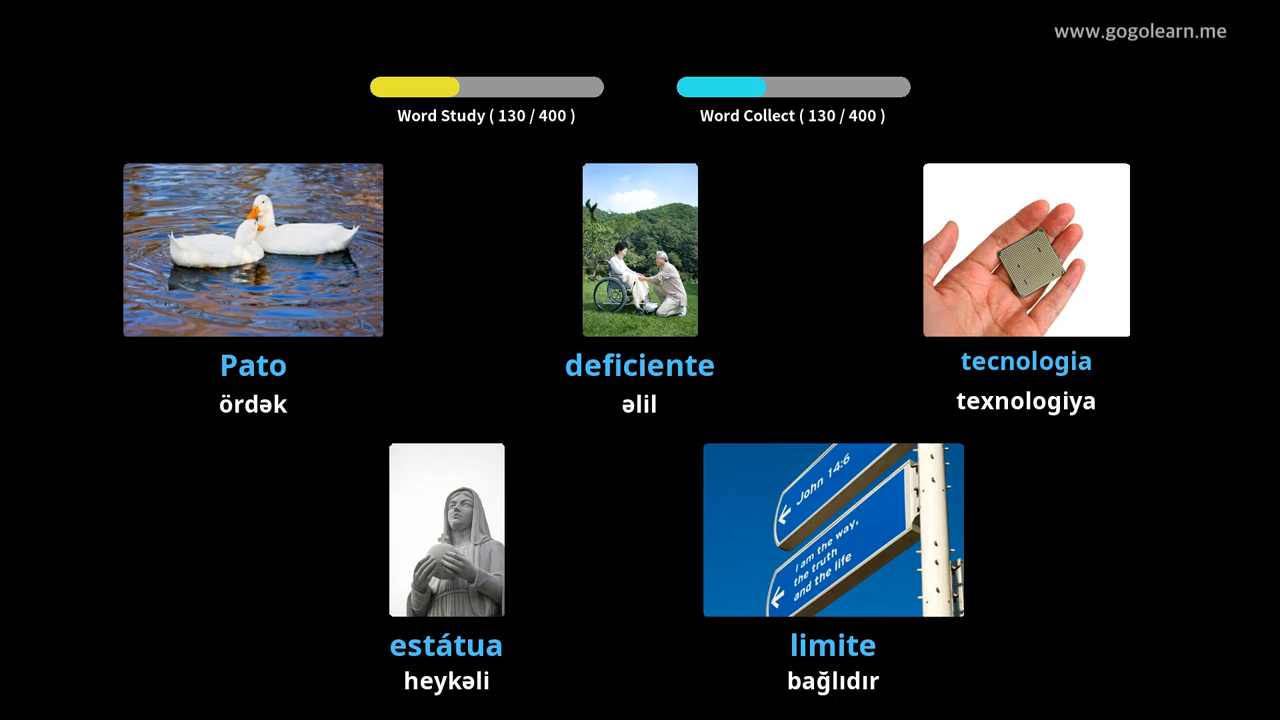 www.gogolearn.me
Word Study ( 130 / 400 )
Word Collect ( 130 / 400 )
Pato
ördək
deficiente
əlil
tecnologia
texnologiya
John 14:6
I am the way,
the truth
and the life
estátua
heykəli
limite
bağlıdır